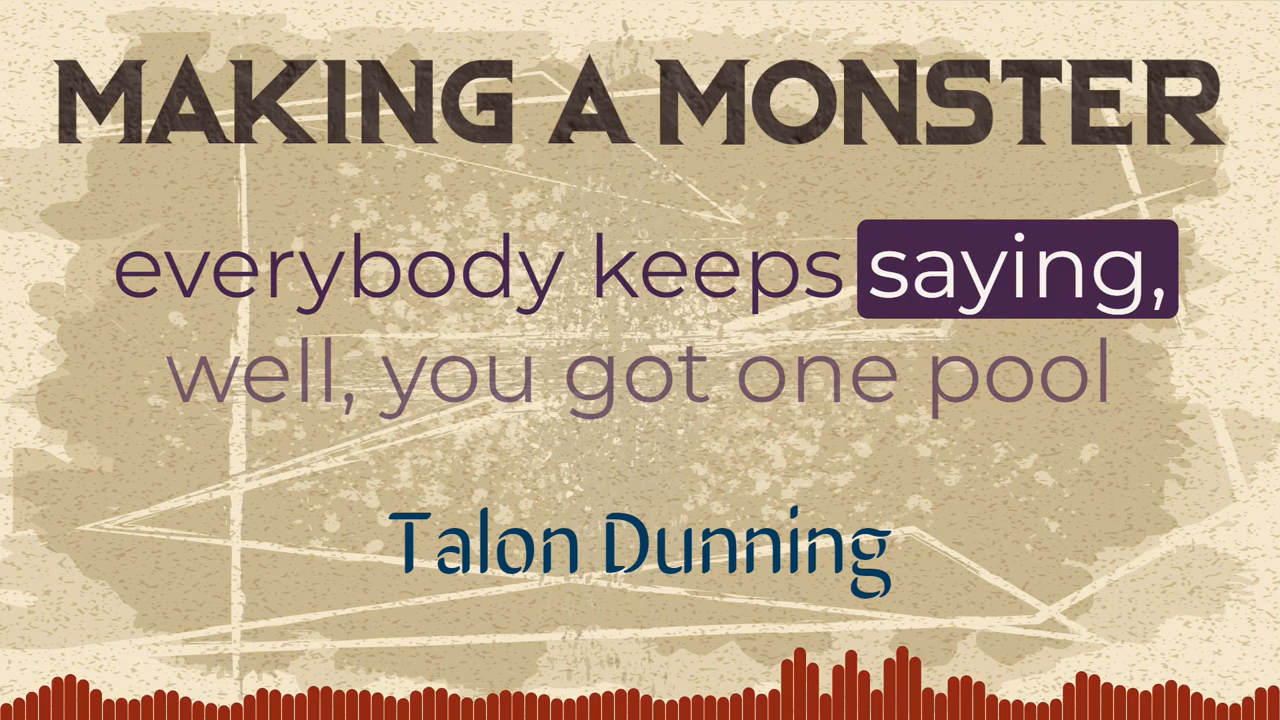 MAKING A MONSTER
everybody keeps saying,
well, you got one pool
Talon Dunning